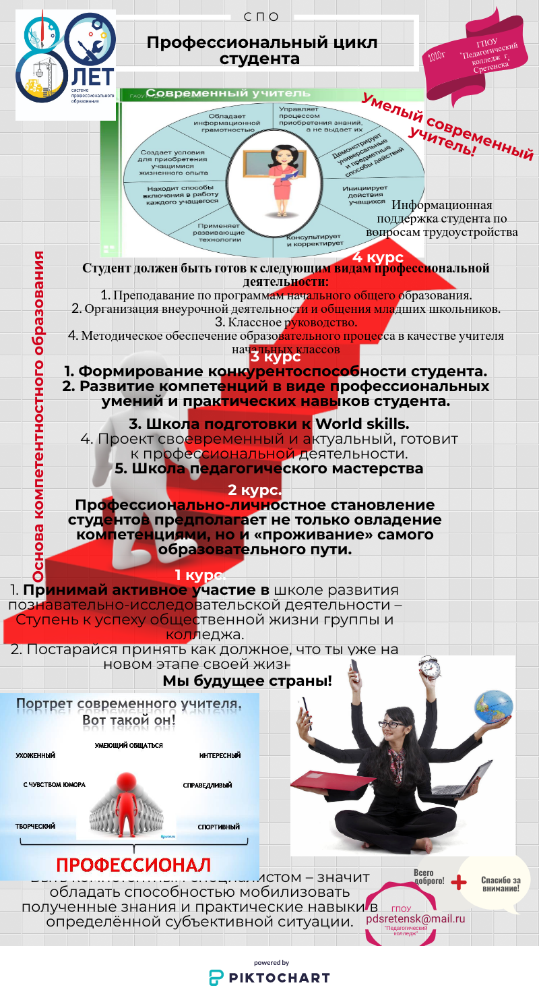 СПО
Профессиональный цикл
студента
80
ЛЕТ
системе
профессионального
образования
2020г
ГПОУ
"Педагогический
колледж г.
Сретенска"
Современный учитель
Умелый современный
учитель!
Обладает
информационной
грамотностью
Управляет
процессом
приобретения знаний,
а не выдает их
Создает условия
для приобретения
учащимися
жизненного опыта
Демонстрирует
универсальные
и предметные
способы действий
Находит способы
включения в работу
каждого учащегося
Инициирует
действия
учащихся
Применяет
развивающие
технологии
Консультирует
и корректирует
Информационная
поддержка студента по
вопросам трудоустройства
Основа компетентностного образования
4 курс
Студент должен быть готов к следующим видам профессиональной
деятельности:
1. Преподавание по программам начального общего образования.
2. Организация внеурочной деятельности и общения младших школьников.
3. Классное руководство.
4. Методическое обеспечение образовательного процесса в качестве учителя
начальных классов
3 курс
1. Формирование конкурентоспособности студента.
2. Развитие компетенций в виде профессиональных
умений и практических навыков студента.
3. Школа подготовки к World skills.
4. Проект своевременный и актуальный, готовит
к профессиональной деятельности.
5. Школа педагогического мастерства
2 курс.
Профессионально-личностное становление
студентов предполагает не только овладение
компетенциями, но и «проживание» самого
образовательного пути.
1 курс.
1. Принимай активное участие в школе развития
познавательно-исследовательской деятельности –
Ступень к успеху общественной жизни группы и
колледжа.
2. Постарайся принять как должное, что ты уже на
новом этапе своей
Мы будущее страны!
Портрет современного учителя.
Вот такой он!
УМЕЮЩИЙ ОБЩАТЬСЯ
УХОЖЕННЫЙ
ИНТЕРЕСНЫЙ
С ЧУВСТВОМ ЮМОРА
СПРАВЕДЛИВЫЙ
ТВОРЧЕСКИЙ
СПОРТИВНЫЙ
ПРОФЕССИОНАЛ
Быть компетентным специалистом – значит
обладать способностью мобилизовать
полученные знания и практические навыки в
определённой субъективной ситуации.
Всего
доброго!
Спасибо за
внимание!
ГПОУ
pdsretensk@mail.ru
"Педагогический
колледж"
powered by
PIKTOCHART